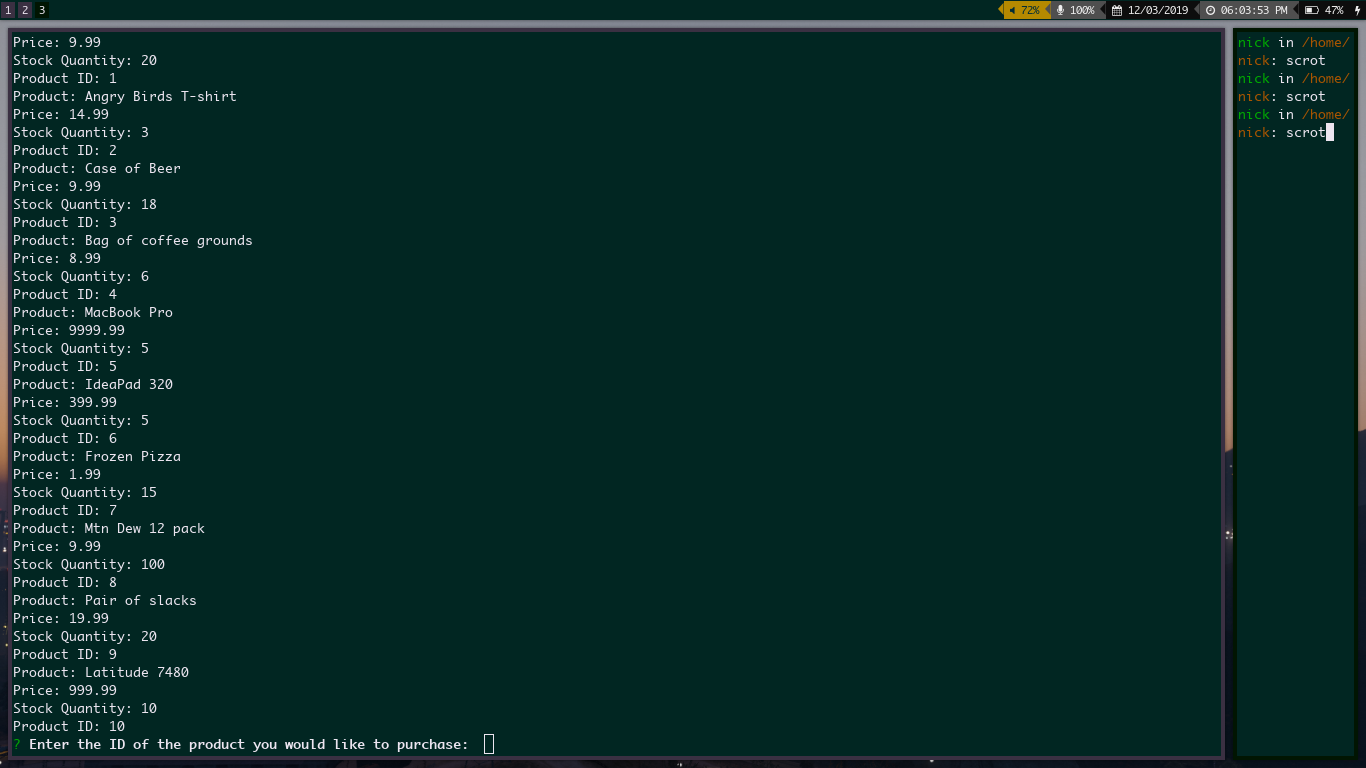 1 2 3
72% 100% 12/03/2019 06:03:53 PM 47%
Price: 9.99
Stock Quantity: 20
Product ID: 1
Product: Angry Birds T-shirt
Price: 14.99
Stock Quantity: 3
Product ID: 2
Product: Case of Beer
Price: 9.99
Stock Quantity: 18
Product ID: 3
Product: Bag of coffee grounds
Price: 8.99
Stock Quantity: 6
Product ID: 4
Product: MacBook Pro
Price: 9999.99
Stock Quantity: 5
Product ID: 5
Product: IdeaPad 320
Price: 399.99
Stock Quantity: 5
Product ID: 6
Product: Frozen Pizza
Price: 1.99
Stock Quantity: 15
Product ID: 7
Product: Mtn Dew 12 pack
Price: 9.99
Stock Quantity: 100
Product ID: 8
Product: Pair of slacks
Price: 19.99
Stock Quantity: 20
Product ID: 9
Product: Latitude 7480
Price: 999.99
Stock Quantity: 10
Product ID: 10
? Enter the ID of the product you would like to purchase:
nick in /home/
nick: scrot
nick in /home/
nick: scrot
nick in /home/
nick: scrot